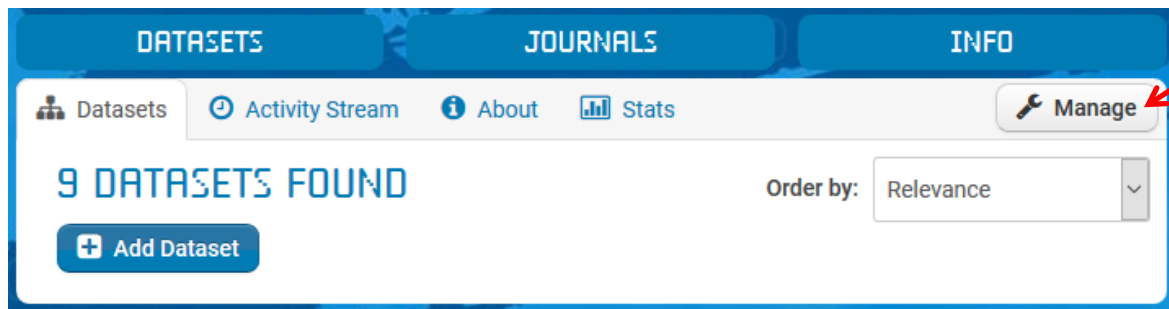 DATASETS JOURNALS INFO
Datasets Activity Stream About Stats Manage
9 DATASETS FOUND Order by: Relevance
Add Dataset